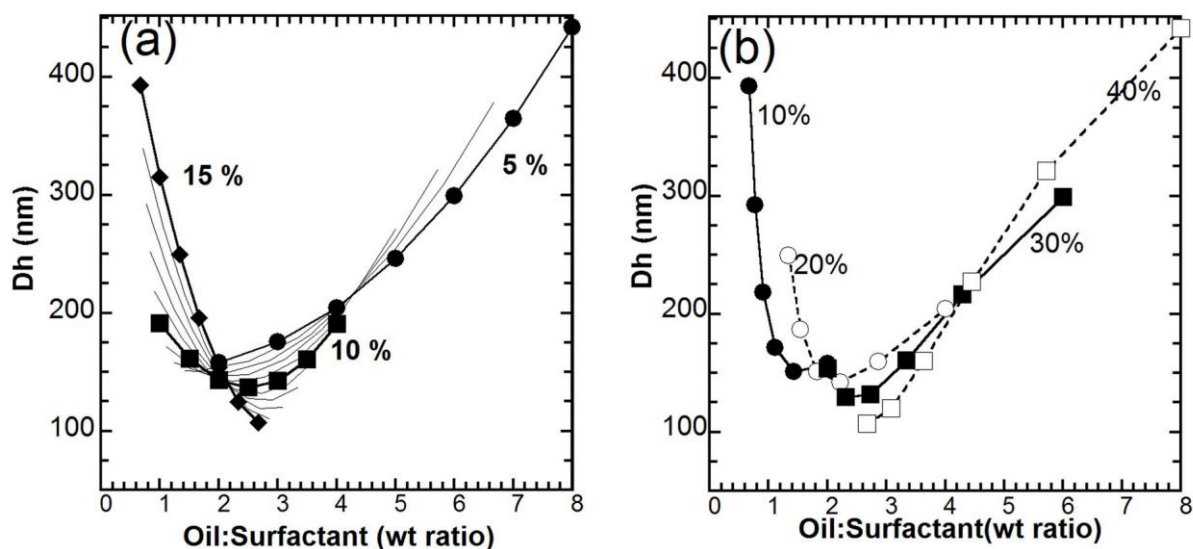 (a)
400
300
200
100
Dh (nm)
15 %
5 %
10 %
0 1 2 3 4 5 6 7 8
Oil:Surfactant (wt ratio)
(b)
400
300
200
100
Dh (nm)
10%
20%
40%
30%
0 1 2 3 4 5 6 7 8
Oil:Surfactant(wt ratio)